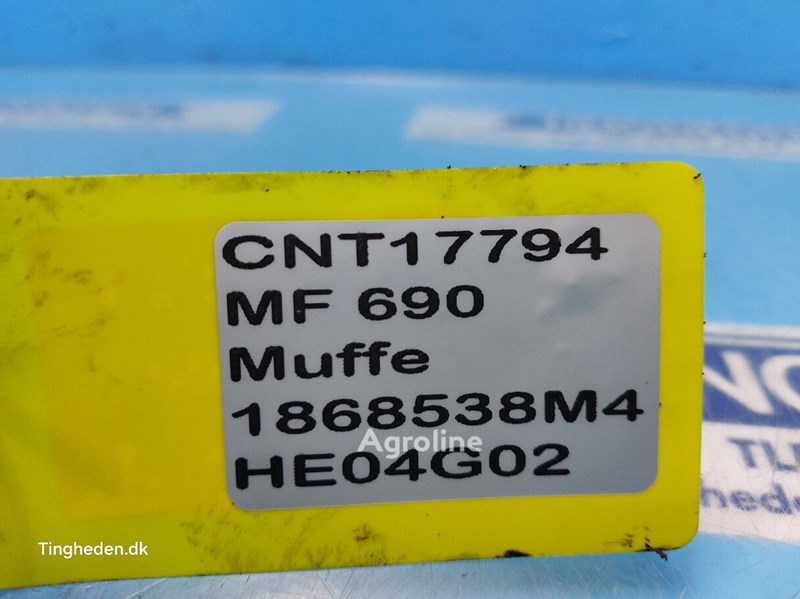 CNT17794
MF 690
Muffe
1868538M4
Agroline
HE04G02
Tingheden.dk